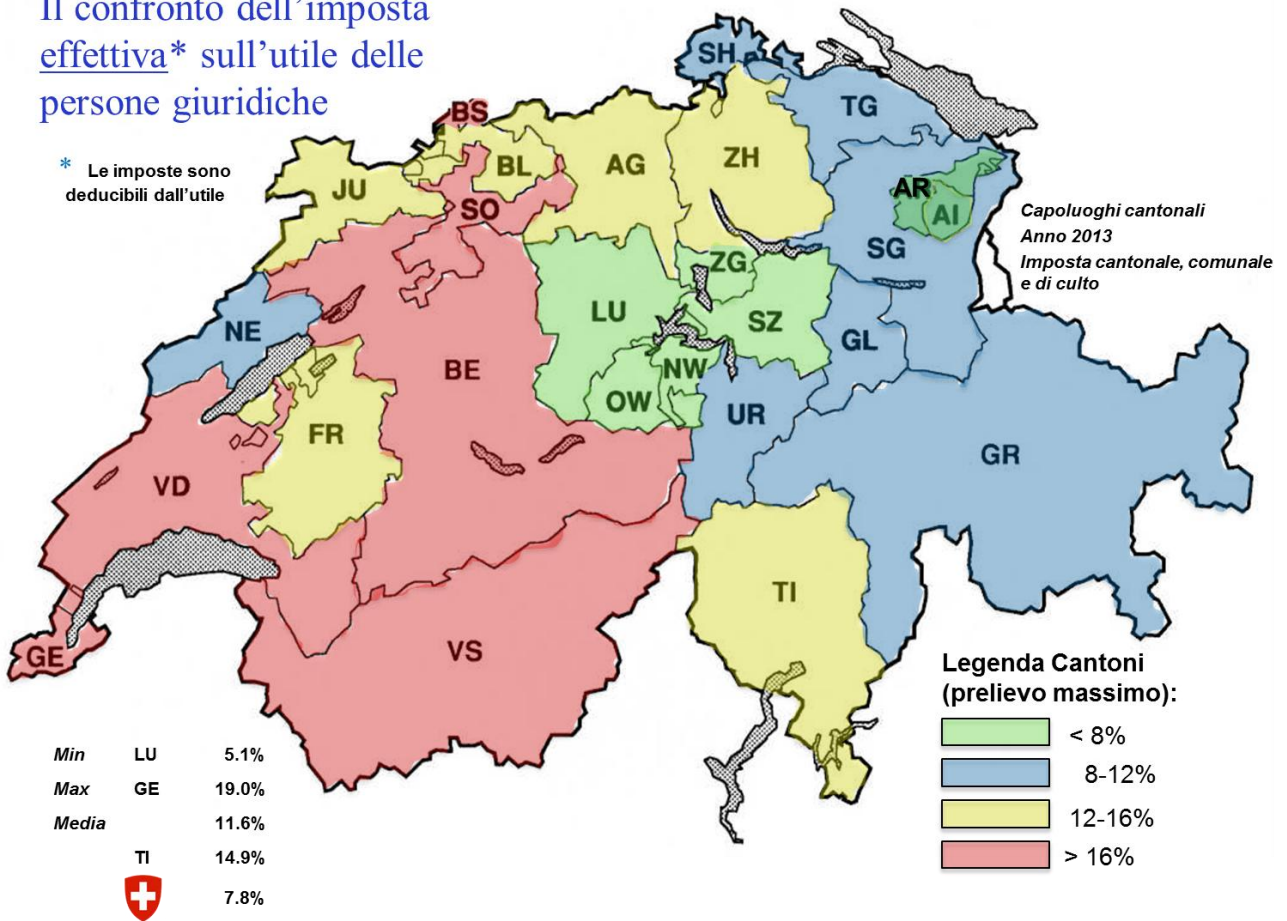 Il confronto dell'imposta
effettiva* sull'utile delle
persone giuridiche
* Le imposte sono
deducibili dall'utile
SH
TG
BS
BL
AG
ZH
JU
SO
AR
AI
SG
Capoluoghi cantonali
Anno 2013
Imposta cantonale, comunale
e di culto
ZG
LU
SZ
NE
GL
BE
NW
OW
UR
FR
GR
VD
TI
VS
GE
Legenda Cantoni
(prelievo massimo):
< 8%
8-12%
12-16%
> 16%
Min LU 5.1%
Max GE 19.0%
Media 11.6%
TI 14.9%
7.8%